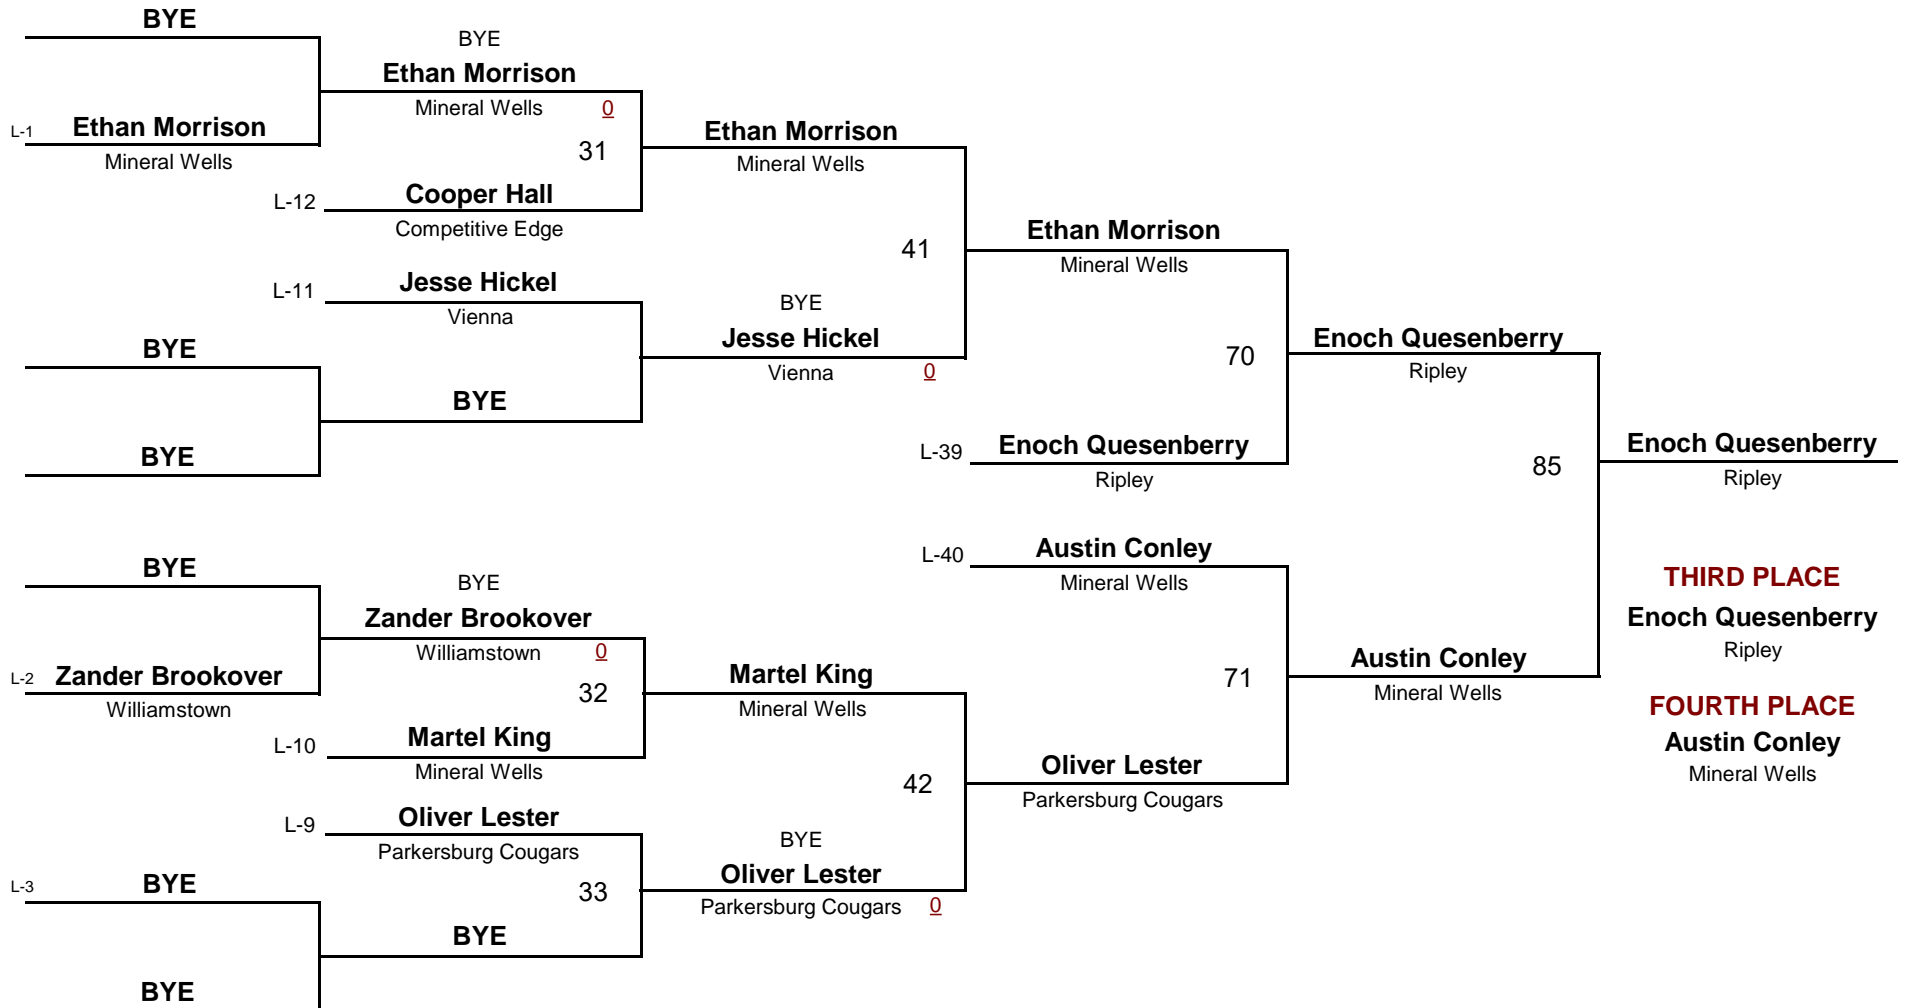 BYE
BYE
Ethan Morrison
Mineral Wells 0
L-1 Ethan Morrison
Mineral Wells
31
Ethan Morrison
Mineral Wells
L-12 Cooper Hall
Competitive Edge
41
Ethan Morrison
Mineral Wells
L-11 Jesse Hickel
Vienna
BYE
Jesse Hickel
Vienna 0
BYE
BYE
BYE
70
Enoch Quesenberry
Ripley
L-39 Enoch Quesenberry
Ripley
85
Enoch Quesenberry
Ripley
L-40 Austin Conley
Mineral Wells
BYE
BYE
Zander Brookover
Williamstown 0
L-2 Zander Brookover
Williamstown
32
Martel King
Mineral Wells
71
Austin Conley
Mineral Wells
THIRD PLACE
Enoch Quesenberry
Ripley
FOURTH PLACE
Austin Conley
Mineral Wells
L-10 Martel King
Mineral Wells
42
Oliver Lester
Parkersburg Cougars
L-9 Oliver Lester
Parkersburg Cougars
BYE
Oliver Lester
Parkersburg Cougars 0
L-3 BYE
33
BYE
BYE